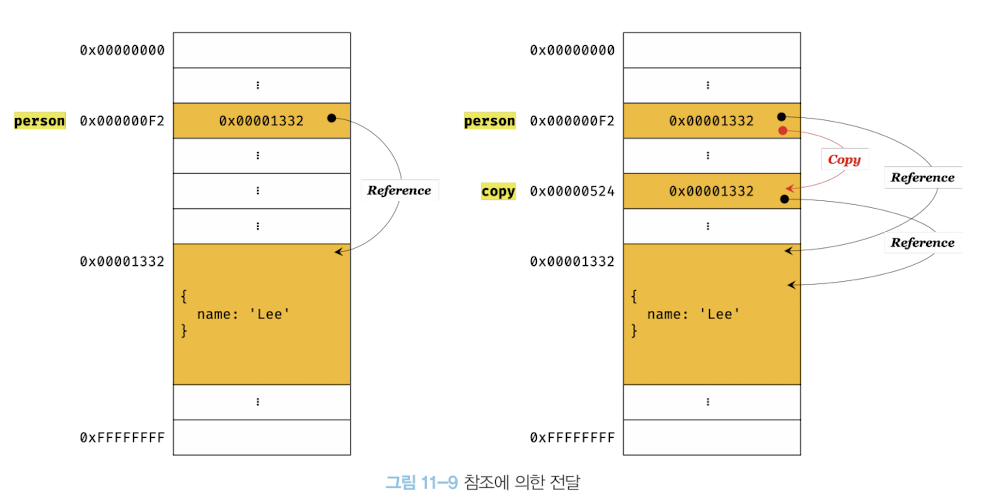 0x00000000
⋮
person 0x000000F2 0x00001332
⋮
⋮
Reference
⋮
0x00001332
{
name: 'Lee'
}
⋮
0xFFFFFFFF
0x00000000
⋮
person 0x000000F2 0x00001332
⋮
Copy
Reference
copy 0x00000524 0x00001332
⋮
Reference
0x00001332
{
name: 'Lee'
}
⋮
0xFFFFFFFF
그림 11-9 참조에 의한 전달